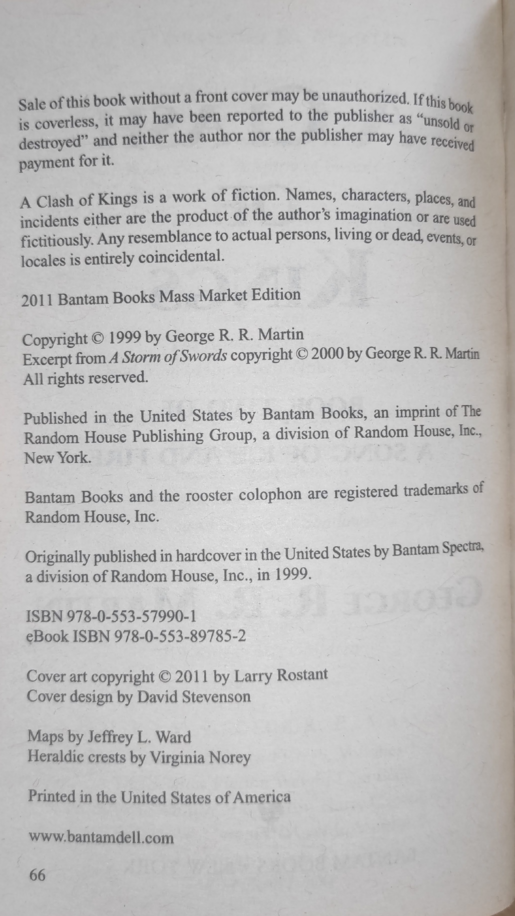 Sale of this book without a front cover may be unauthorized. If this book
is coverless, it may have been reported to the publisher as “unsold or
destroyed” and neither the author nor the publisher may have received
payment for it.
A Clash of Kings is a work of fiction. Names, characters, places, and
incidents either are the product of the author’s imagination or are used
fictitiously. Any resemblance to actual persons, living or dead, events, or
locales is entirely coincidental.
2011 Bantam Books Mass Market Edition
Copyright © 1999 by George R. R. Martin
Excerpt from A Storm of Swords copyright © 2000 by George R. R. Martin
All rights reserved.
Published in the United States by Bantam Books, an imprint of The
Random House Publishing Group, a division of Random House, Inc.,
New York.
Bantam Books and the rooster colophon are registered trademarks of
Random House, Inc.
Originally published in hardcover in the United States by Bantam Spectra,
a division of Random House, Inc., in 1999.
ISBN 978-0-553-57990-1
eBook ISBN 978-0-553-89785-2
Cover art copyright © 2011 by Larry Rostant
Cover design by David Stevenson
Maps by Jeffrey L. Ward
Heraldic crests by Virginia Norey
Printed in the United States of America
www.bantamdell.com
66